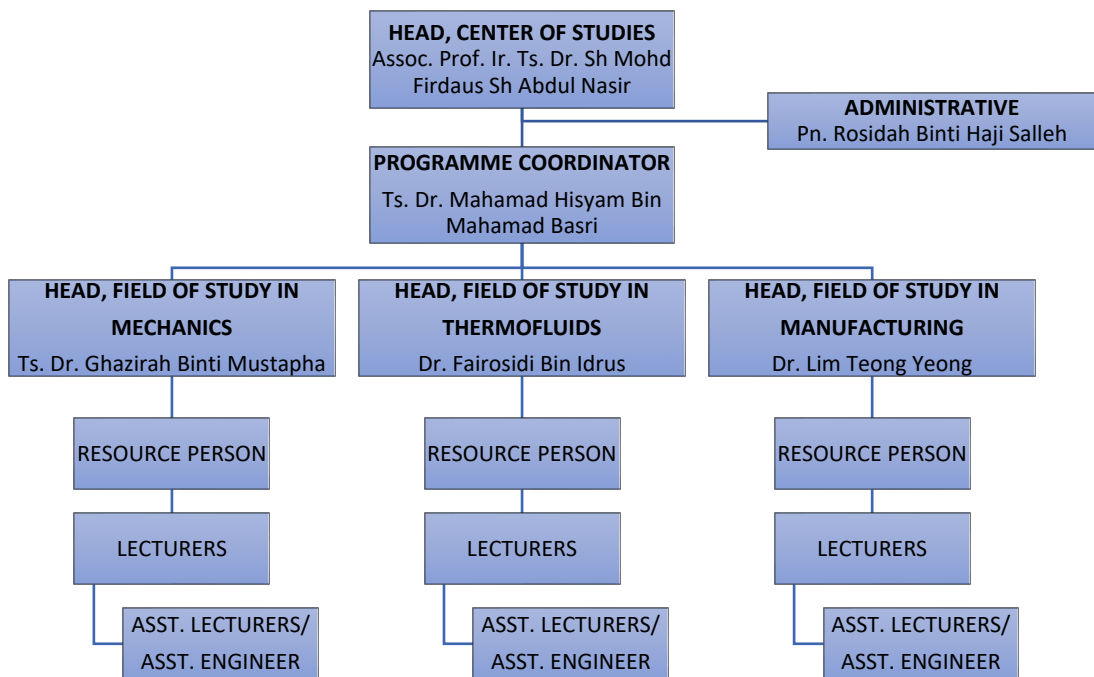 HEAD, CENTER OF STUDIES
Assoc. Prof. Ir. Ts. Dr. Sh Mohd
Firdaus Sh Abdul Nasir
ADMINISTRATIVE
Pn. Rosidah Binti Haji Salleh
PROGRAMME COORDINATOR
Ts. Dr. Mahamad Hisyam Bin
Mahamad Basri
HEAD, FIELD OF STUDY IN
MECHANICS
Ts. Dr. Ghazirah Binti Mustapha
HEAD, FIELD OF STUDY IN
THERMOFLUIDS
Dr. Fairosidi Bin Idrus
HEAD, FIELD OF STUDY IN
MANUFACTURING
Dr. Lim Teong Yeong
RESOURCE PERSON
RESOURCE PERSON
RESOURCE PERSON
LECTURERS
LECTURERS
LECTURERS
ASST. LECTURERS/
ASST. ENGINEER
ASST. LECTURERS/
ASST. ENGINEER
ASST. LECTURERS/
ASST. ENGINEER